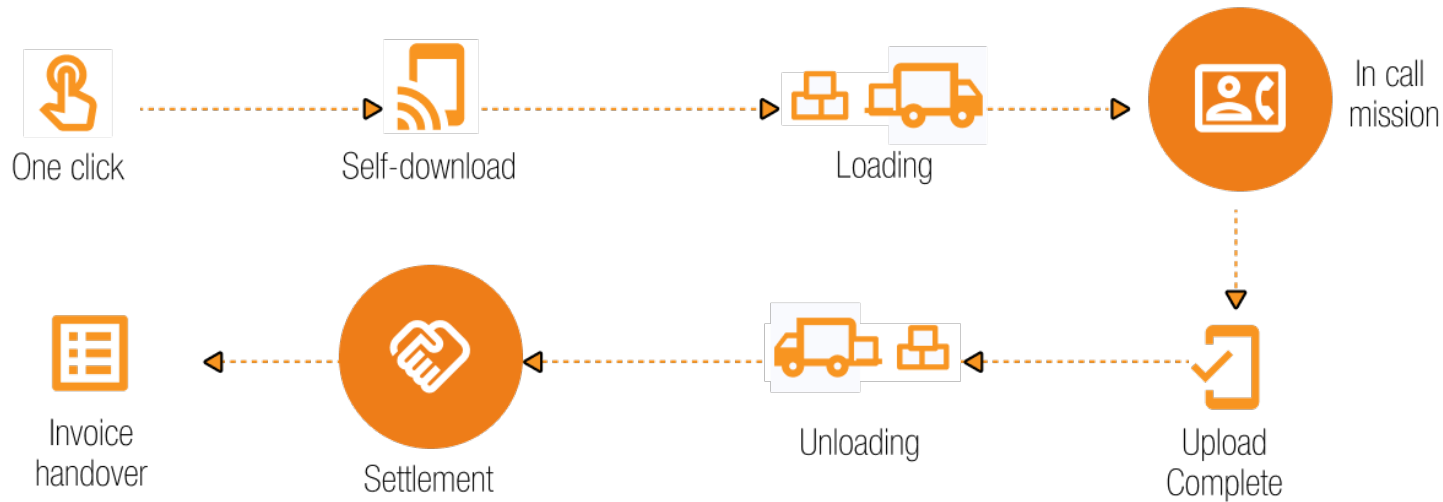 One click
Self-download
Loading
In call
mission
Upload
Complete
Unloading
Settlement
Invoice
handover